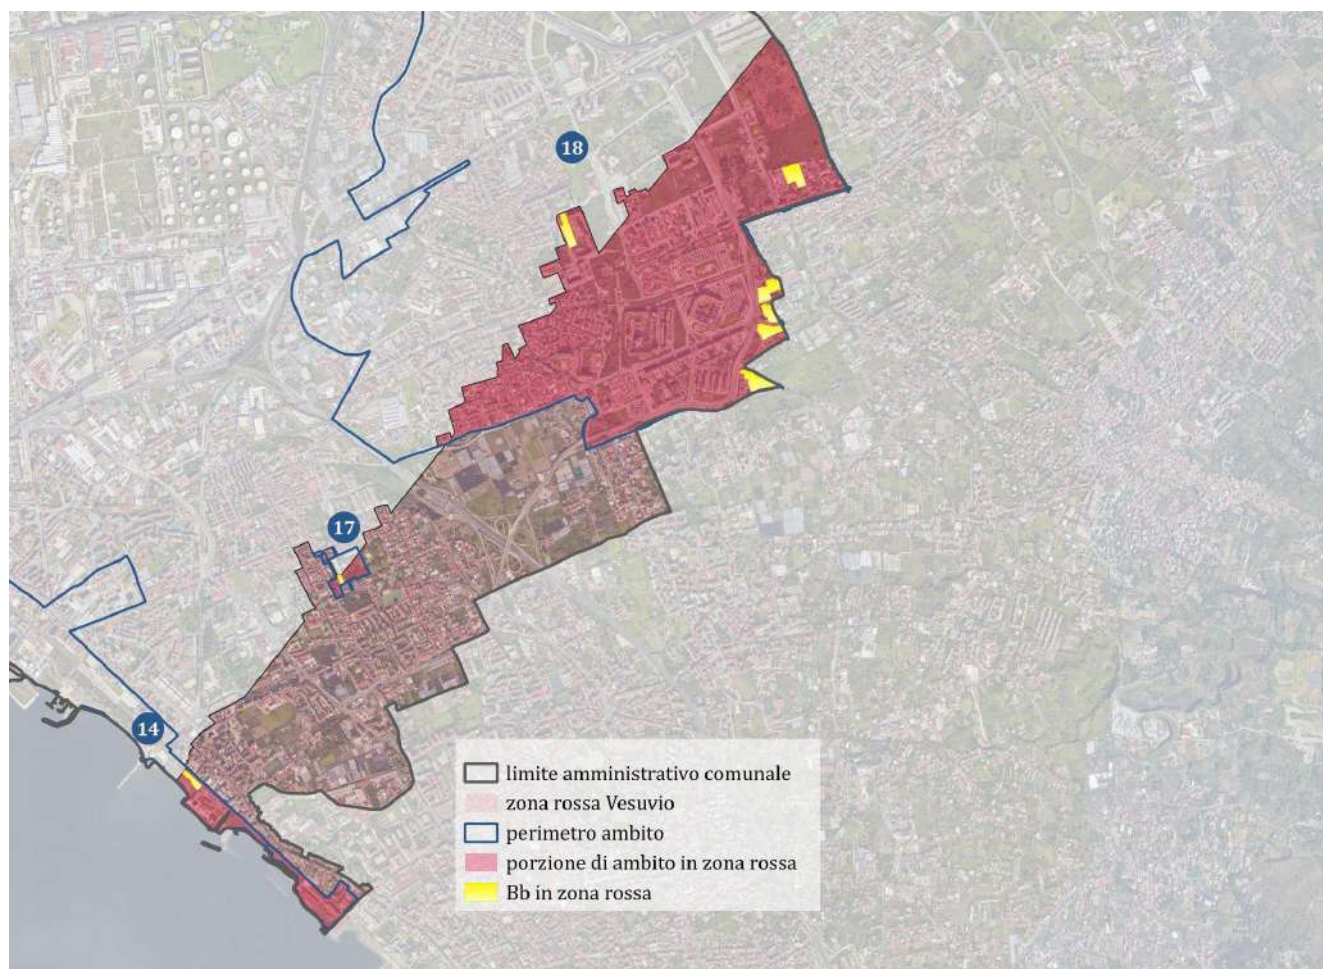 18
17
14
limite amministrativo comunale
zona rossa Vesuvio
perimetro ambito
porzione di ambito in zona rossa
Bb in zona rossa